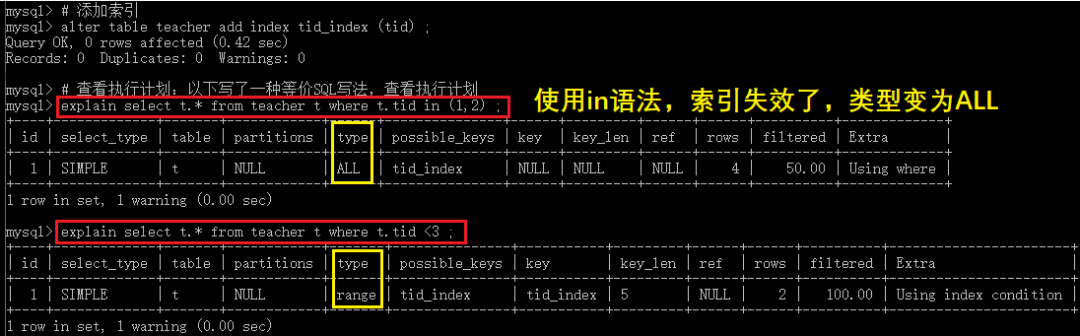 mysql> # 添加索引
mysql> alter table teacher add index tid_index (tid) ;
Query OK, 0 rows affected (0.42 sec)
Records: 0  Duplicates: 0  Warnings: 0
mysql> # 查看执行计划：以下写了一种等价SQL写法，查看执行计划
mysql> explain select t.* from teacher t where t.tid in (1,2) ;
使用in语法，索引失效了，类型变为ALL
| id | select_type | table | partitions | type | possible_keys | key | key_len | ref | rows | filtered | Extra |
| 1 | SIMPLE | t | NULL | ALL | tid_index | NULL | NULL | NULL | 4 | 50.00 | Using where |
1 row in set, 1 warning (0.00 sec)
mysql> explain select t.* from teacher t where t.tid <3 ;
| id | select_type | table | partitions | type | possible_keys | key | key_len | ref | rows | filtered | Extra |
| 1 | SIMPLE | t | NULL | range | tid_index | tid_index | 5 | NULL | 2 | 100.00 | Using index condition |
1 row in set, 1 warning (0.00 sec)